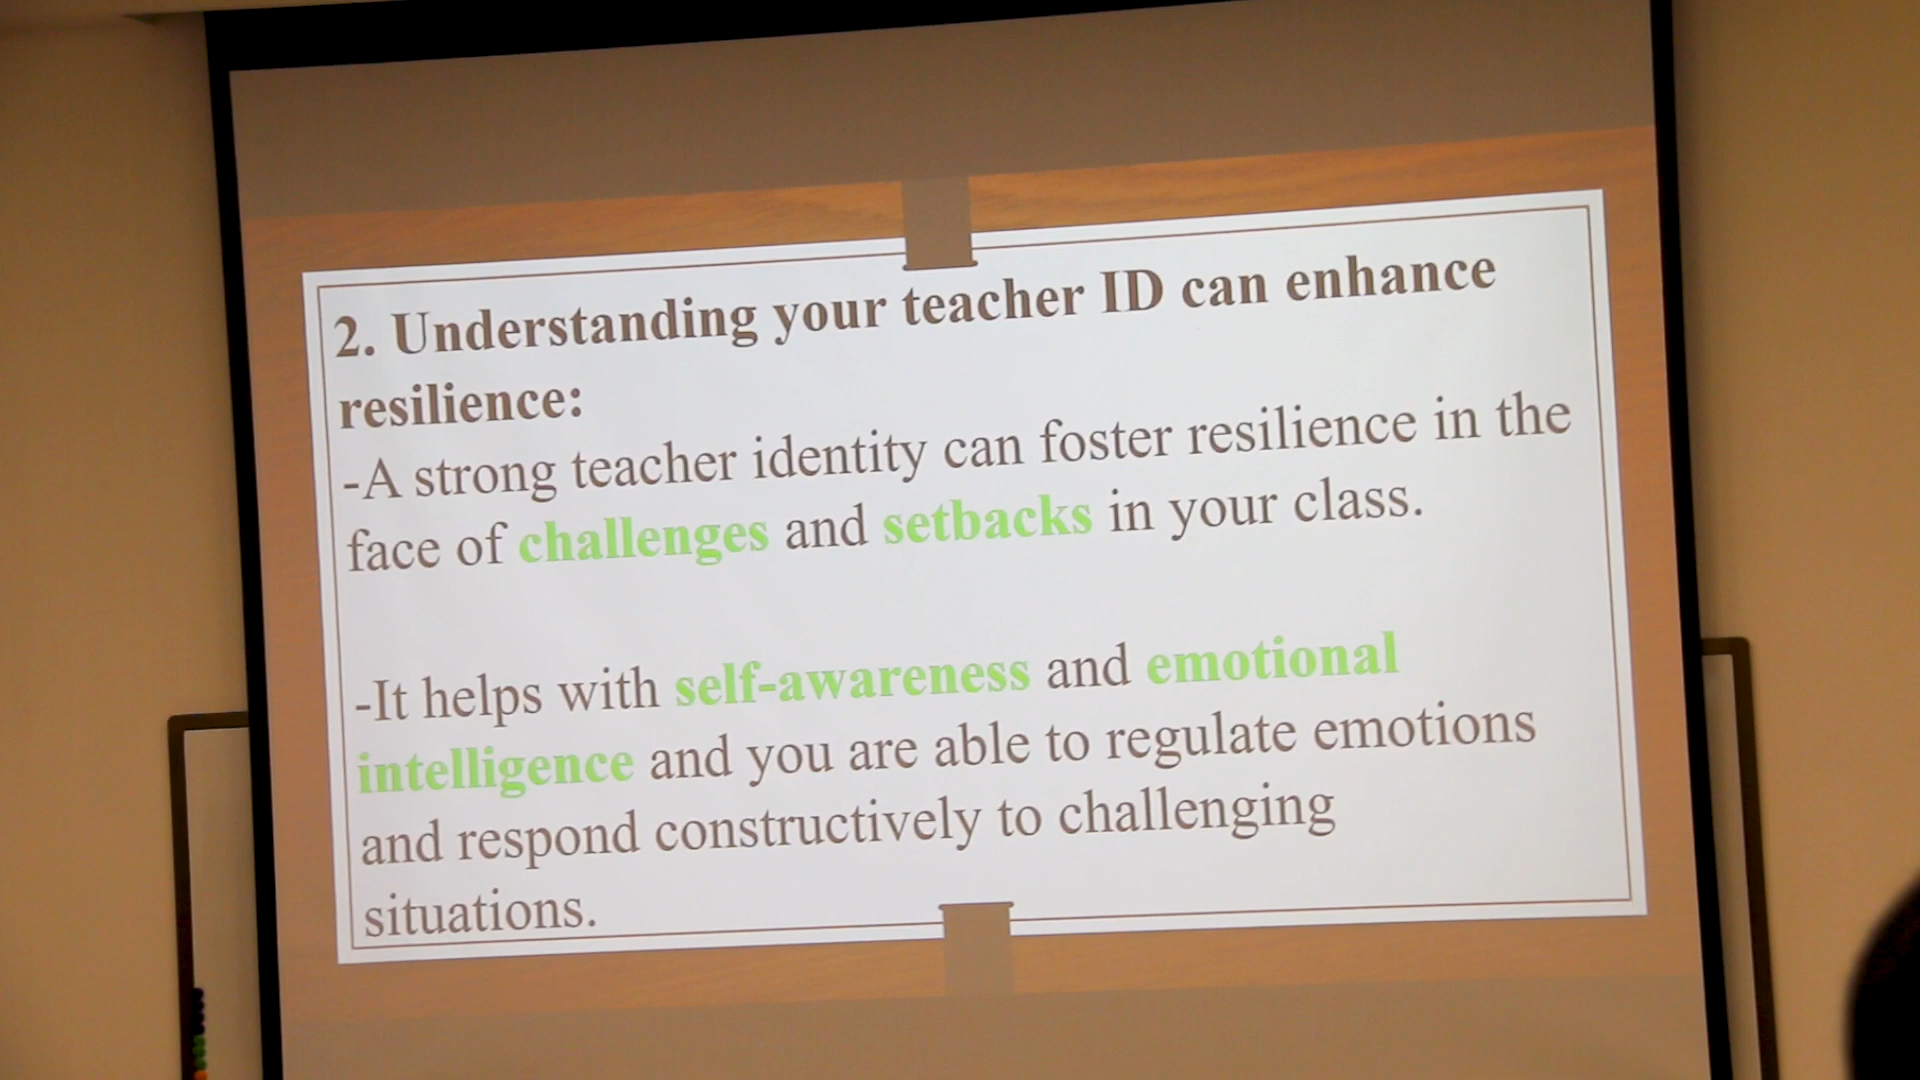 2. Understanding your teacher ID can enhance
resilience:
-A strong teacher identity can foster resilience in the
face of challenges and setbacks in your class.
-It helps with self-awareness and emotional
intelligence and you are able to regulate emotions
and respond constructively to challenging
situations.